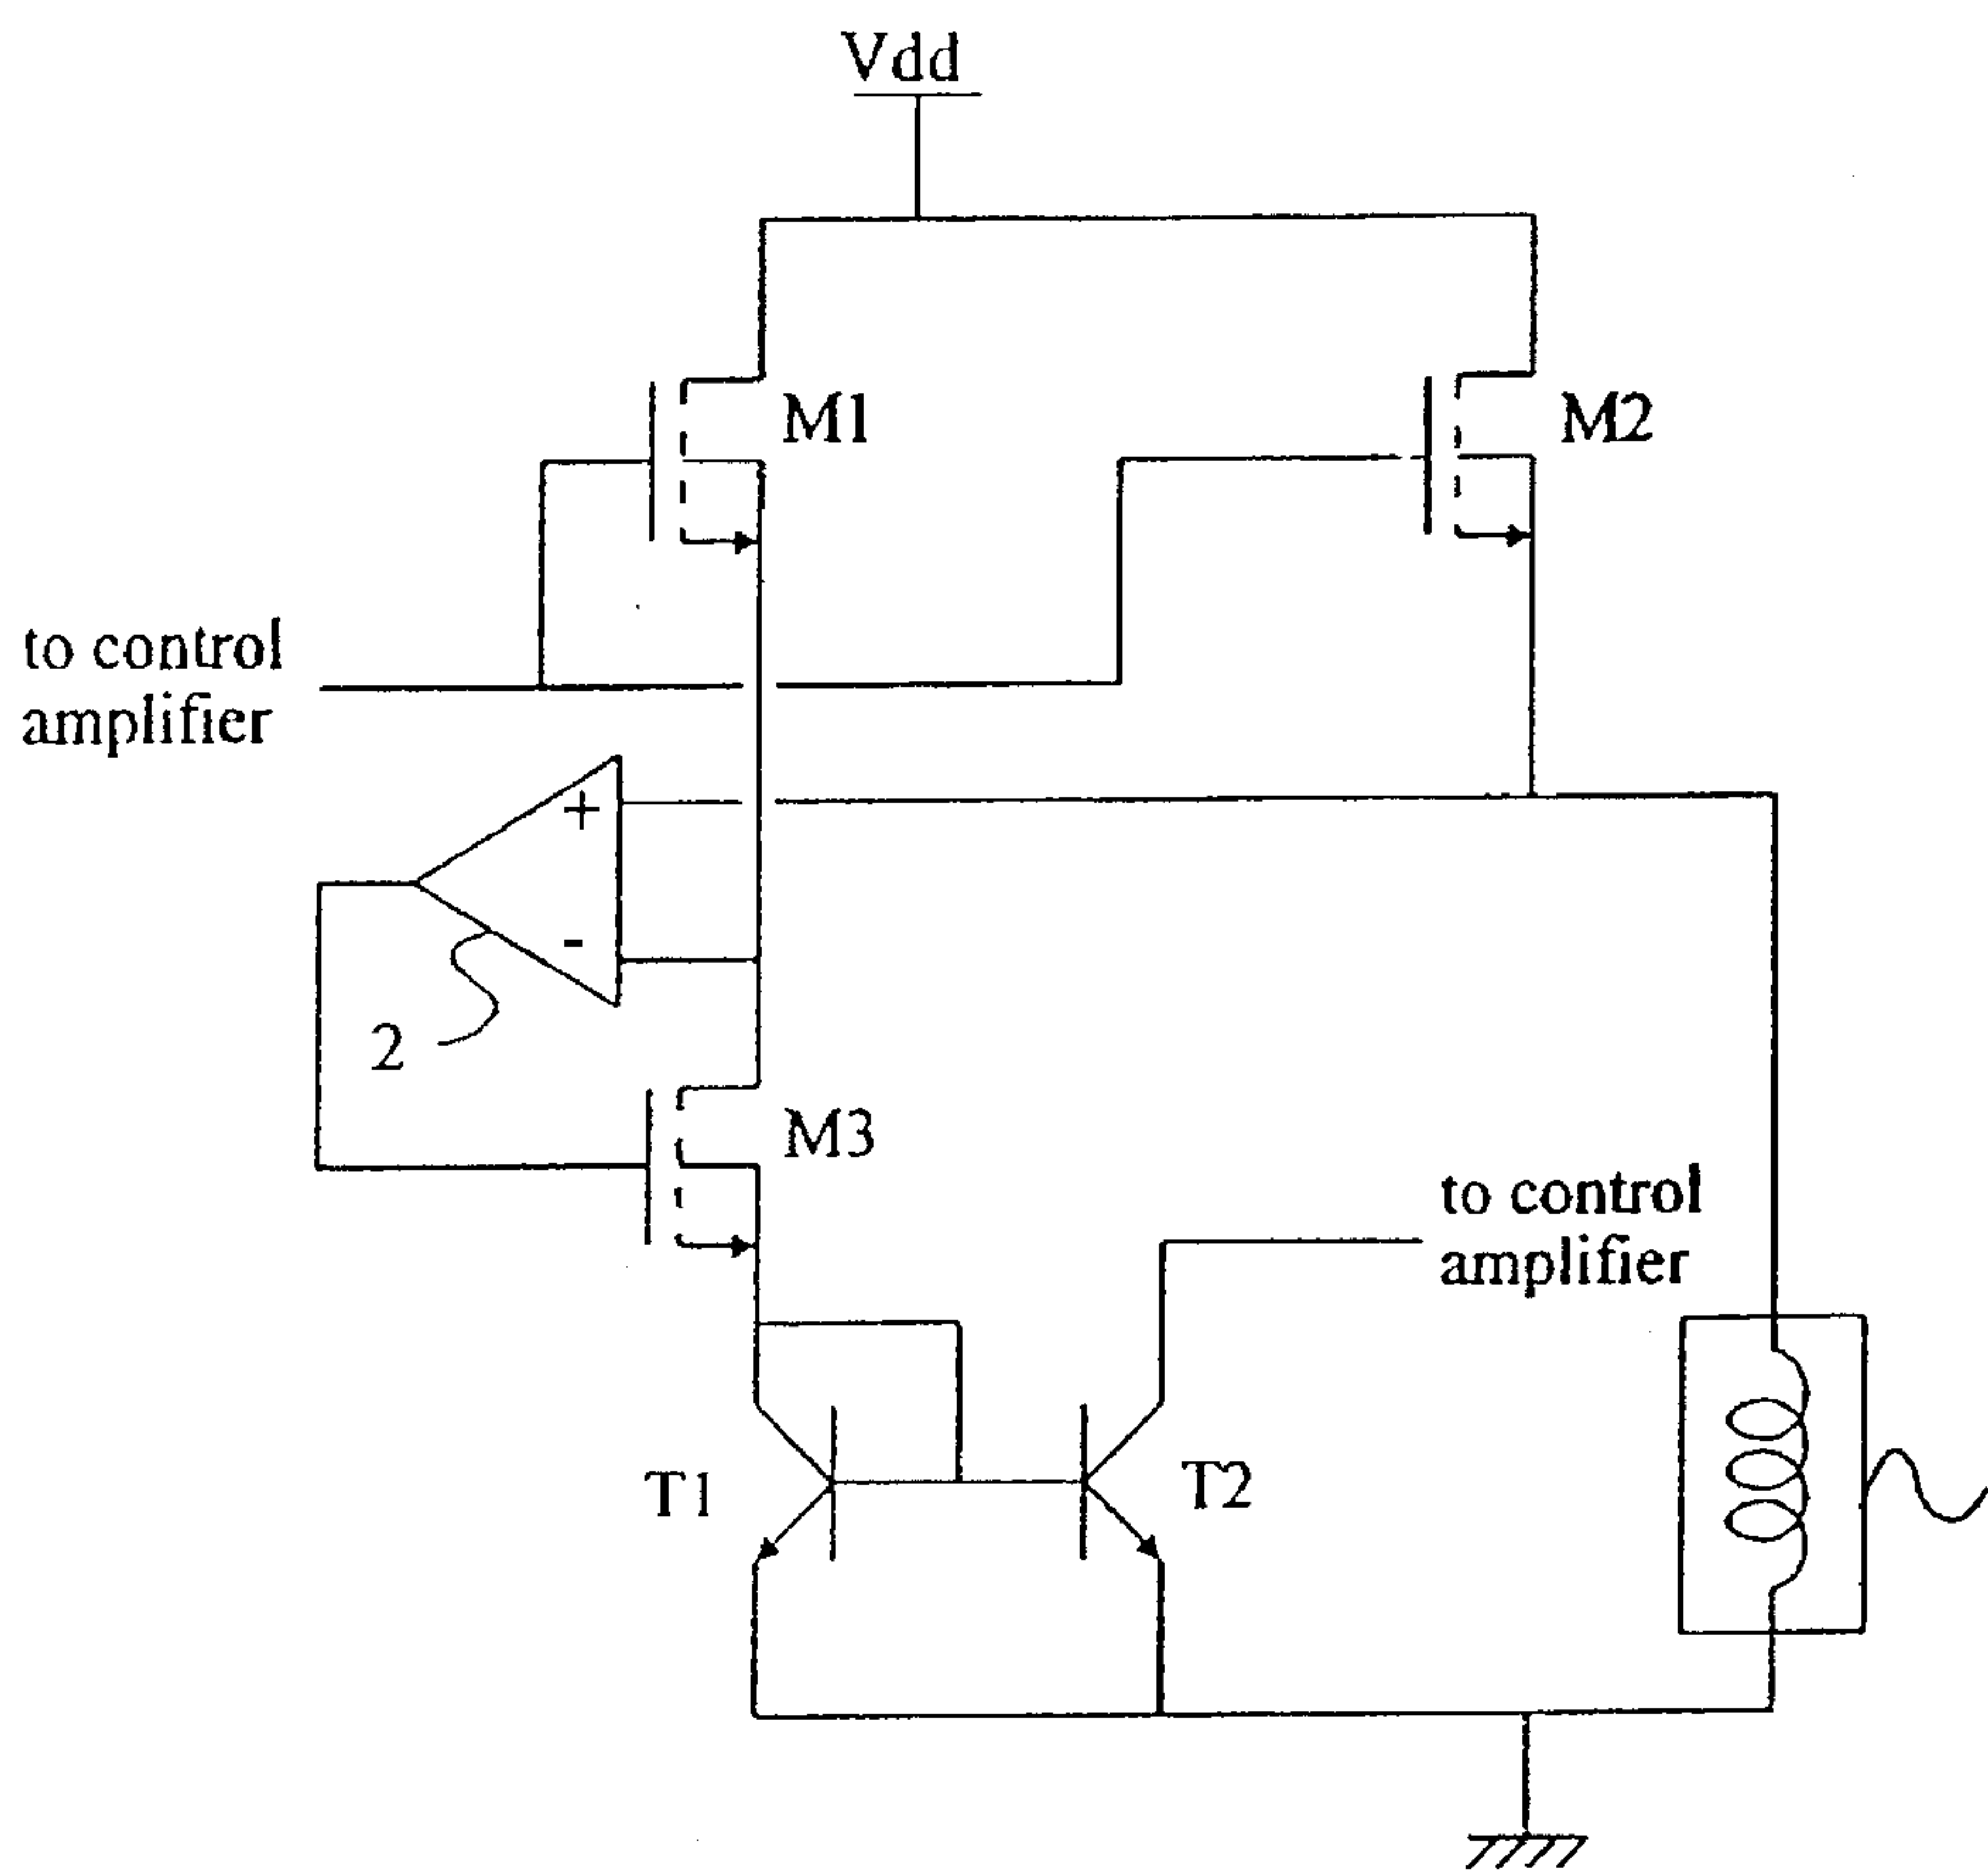 Vdd
M1
M2
to control
amplifier
+
-
2
M3
to control
amplifier
T1
T2